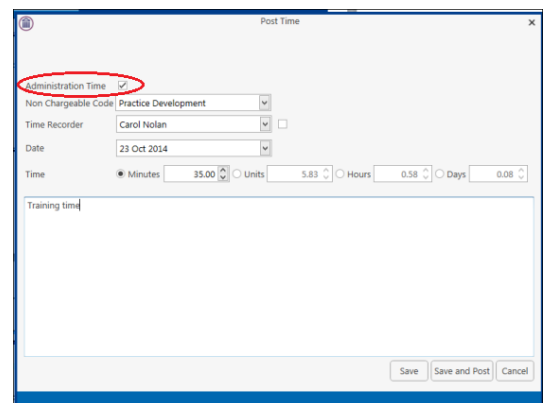 Post Time
Administration Time
Non Chargeable Code Practice Development
Time Recorder Carol Nolan
Date 23 Oct 2014
Time Minutes 35.00 Units 5.83 Hours 0.58 Days 0.08
Training time
Save Save and Post Cancel